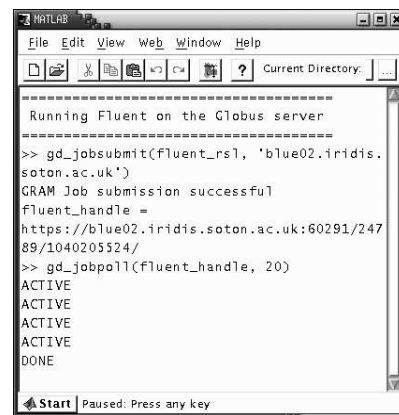 MATLAB
File Edit View Web Window Help
? Current Directory: ...
=====================================
Running Fluent on the Globus server
=====================================
>> gd_jobsubmit(fluent_rsl, 'blue02.iridis.
soton.ac.uk')
GRAM Job submission successful
fluent_handle =
https://blue02.iridis.soton.ac.uk:60291/247
89/1040205524/
>> gd_jobpoll(fluent_handle, 20)
ACTIVE
ACTIVE
ACTIVE
ACTIVE
DONE
Start Paused: Press any key